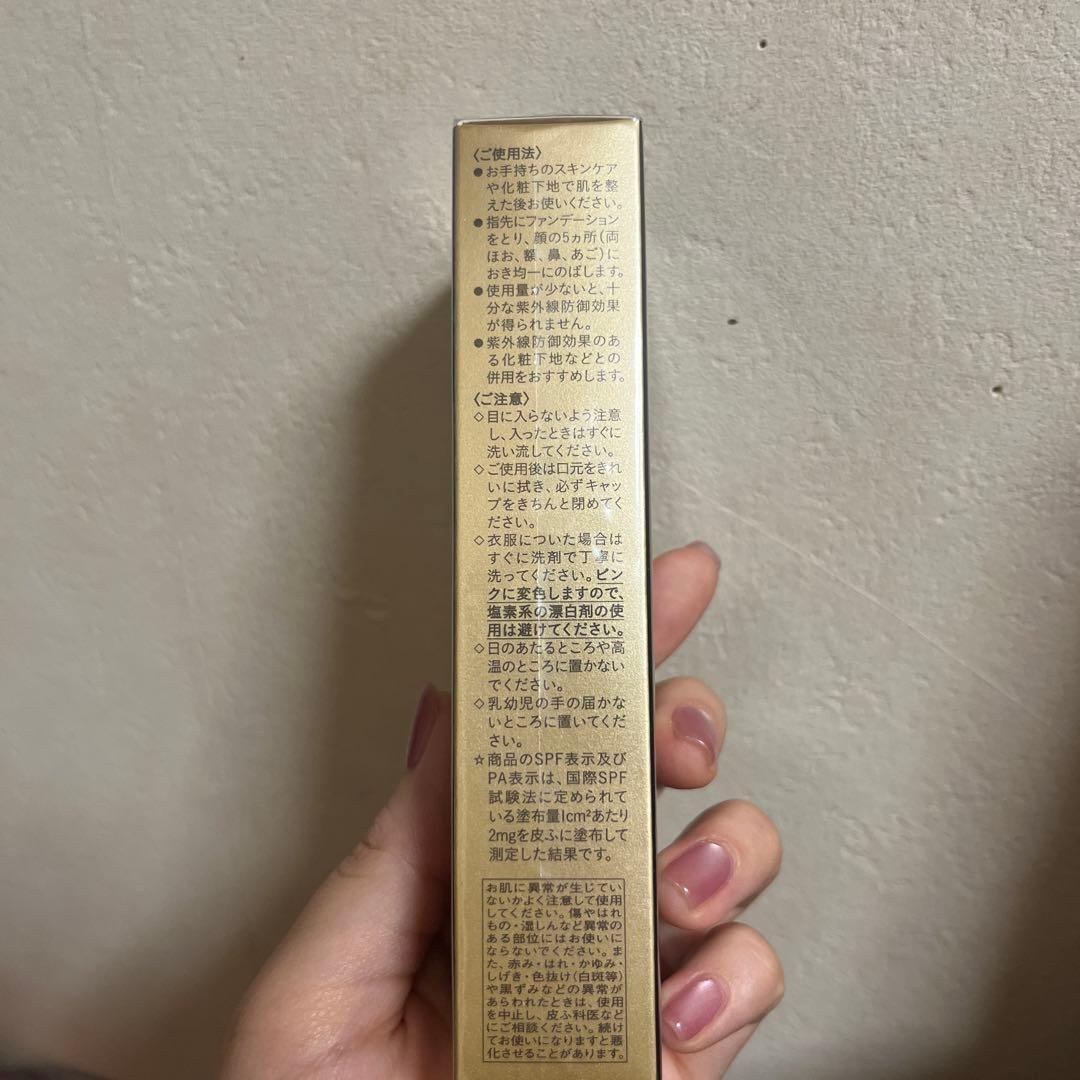 〈ご使用法〉
●お手持ちのスキンケア
や化粧下地で肌を整
えた後お使いください。
●指先にファンデーション
をとり、顔の5ヵ所(両
ほお、額、鼻、あご)に
おき均一にのばします。
●使用量が少ないと、十
分な紫外線防御効果
が得られません。
●紫外線防御効果のあ
る化粧下地などとの
併用をおすすめします。
〈ご注意〉
◇目に入らないよう注意
し、入ったときはすぐに
洗い流してください。
◇ご使用後は口元をきれ
いに拭き、必ずキャッ
プをきちんと閉めてく
ださい。
◇衣服についた場合は
すぐに洗剤で丁寧に
洗ってください。ピン
クに変色しますので、
塩素系の漂白剤の使
用は避けてください。
◇日のあたるところや高
温のところに置かない
でください。
◇乳幼児の手の届かな
いところに置いてくだ
さい。
☆商品のSPF表示及び
PA表示は、国際SPF
試験法に定められて
いる塗布量1cm²あたり
2mgを皮ふに塗布して
測定した結果です。
お肌に異常が生じてい
ないかよく注意して使用
してください。傷やはれ
もの・湿しんなど異常の
ある部位にはお使いに
ならないでください。ま
た、赤み・はれ・かゆみ・
しげき・色抜け(白斑等)
や黒ずみなどの異常が
あらわれたときは、使用
を中止し、皮ふ科医など
にご相談ください。続け
てお使いになりますと悪
化させることがあります。